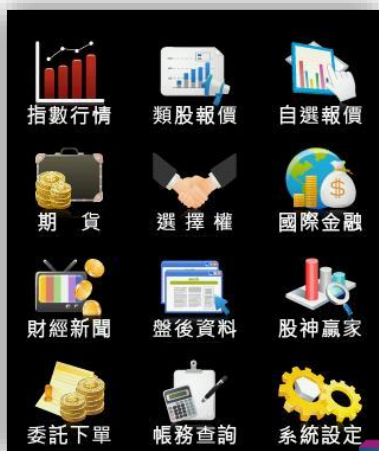 指數行情 類股報價 自選報價
期 貨 選擇權 國際金融
財經新聞 盤後資料 股神贏家
委託下單 帳務查詢 系統設定